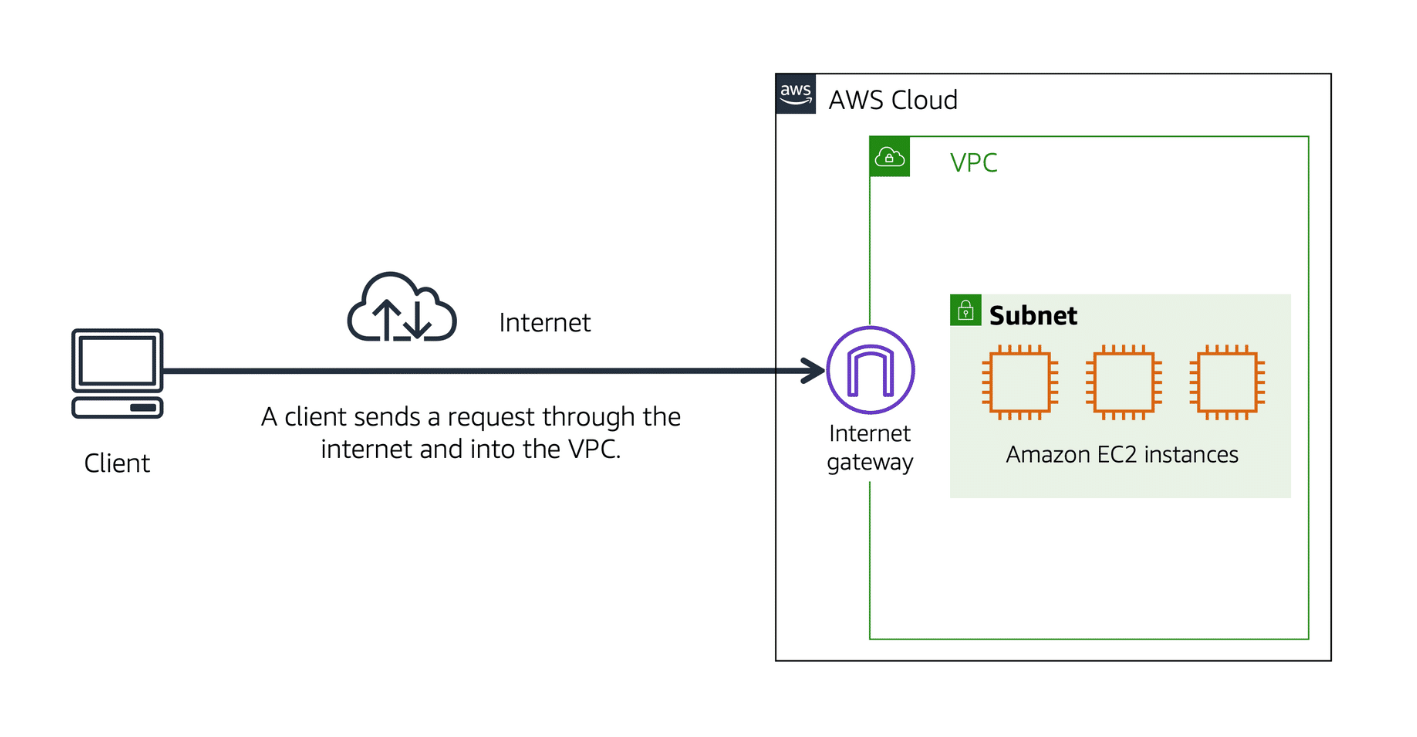 aws
AWS Cloud
VPC
Internet
Subnet
A client sends a request through the
internet and into the VPC.
Client
Internet
gateway
Amazon EC2 instances